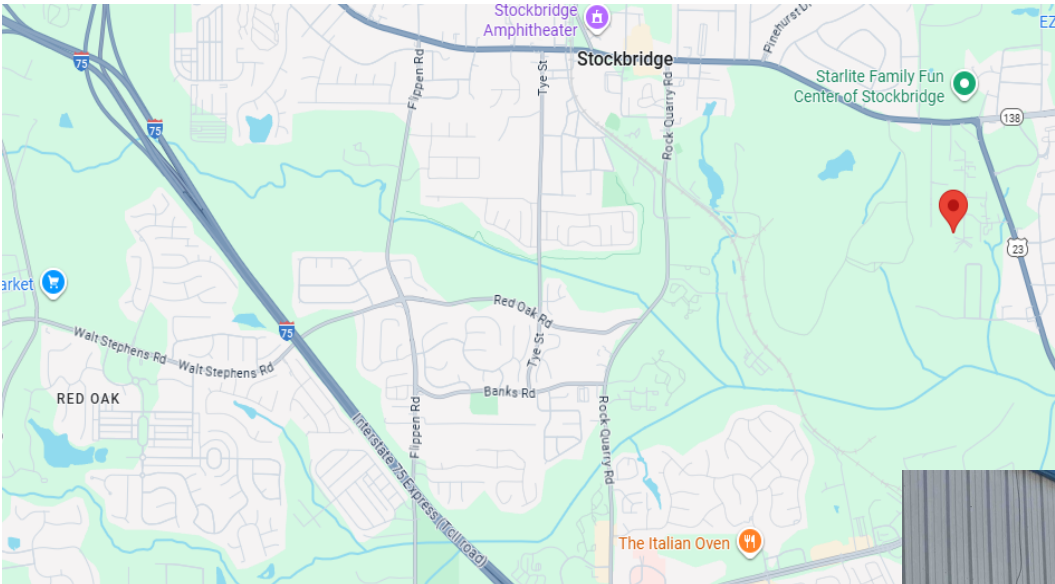 Stockbridge
Amphitheater
Stockbridge
Pinehurst Dr
EZ
75
Flippen Rd
Tye St
Starlite Family Fun
Center of Stockbridge
138
75
Rock Quarry Rd
23
arket
Red Oak Rd
75
Walt Stephens Rd
Walt Stephens Rd
Tye St
RED OAK
Banks Rd
Flippen Rd
Rock Quarry Rd
Interstate 75 Express (Toll road)
The Italian Oven